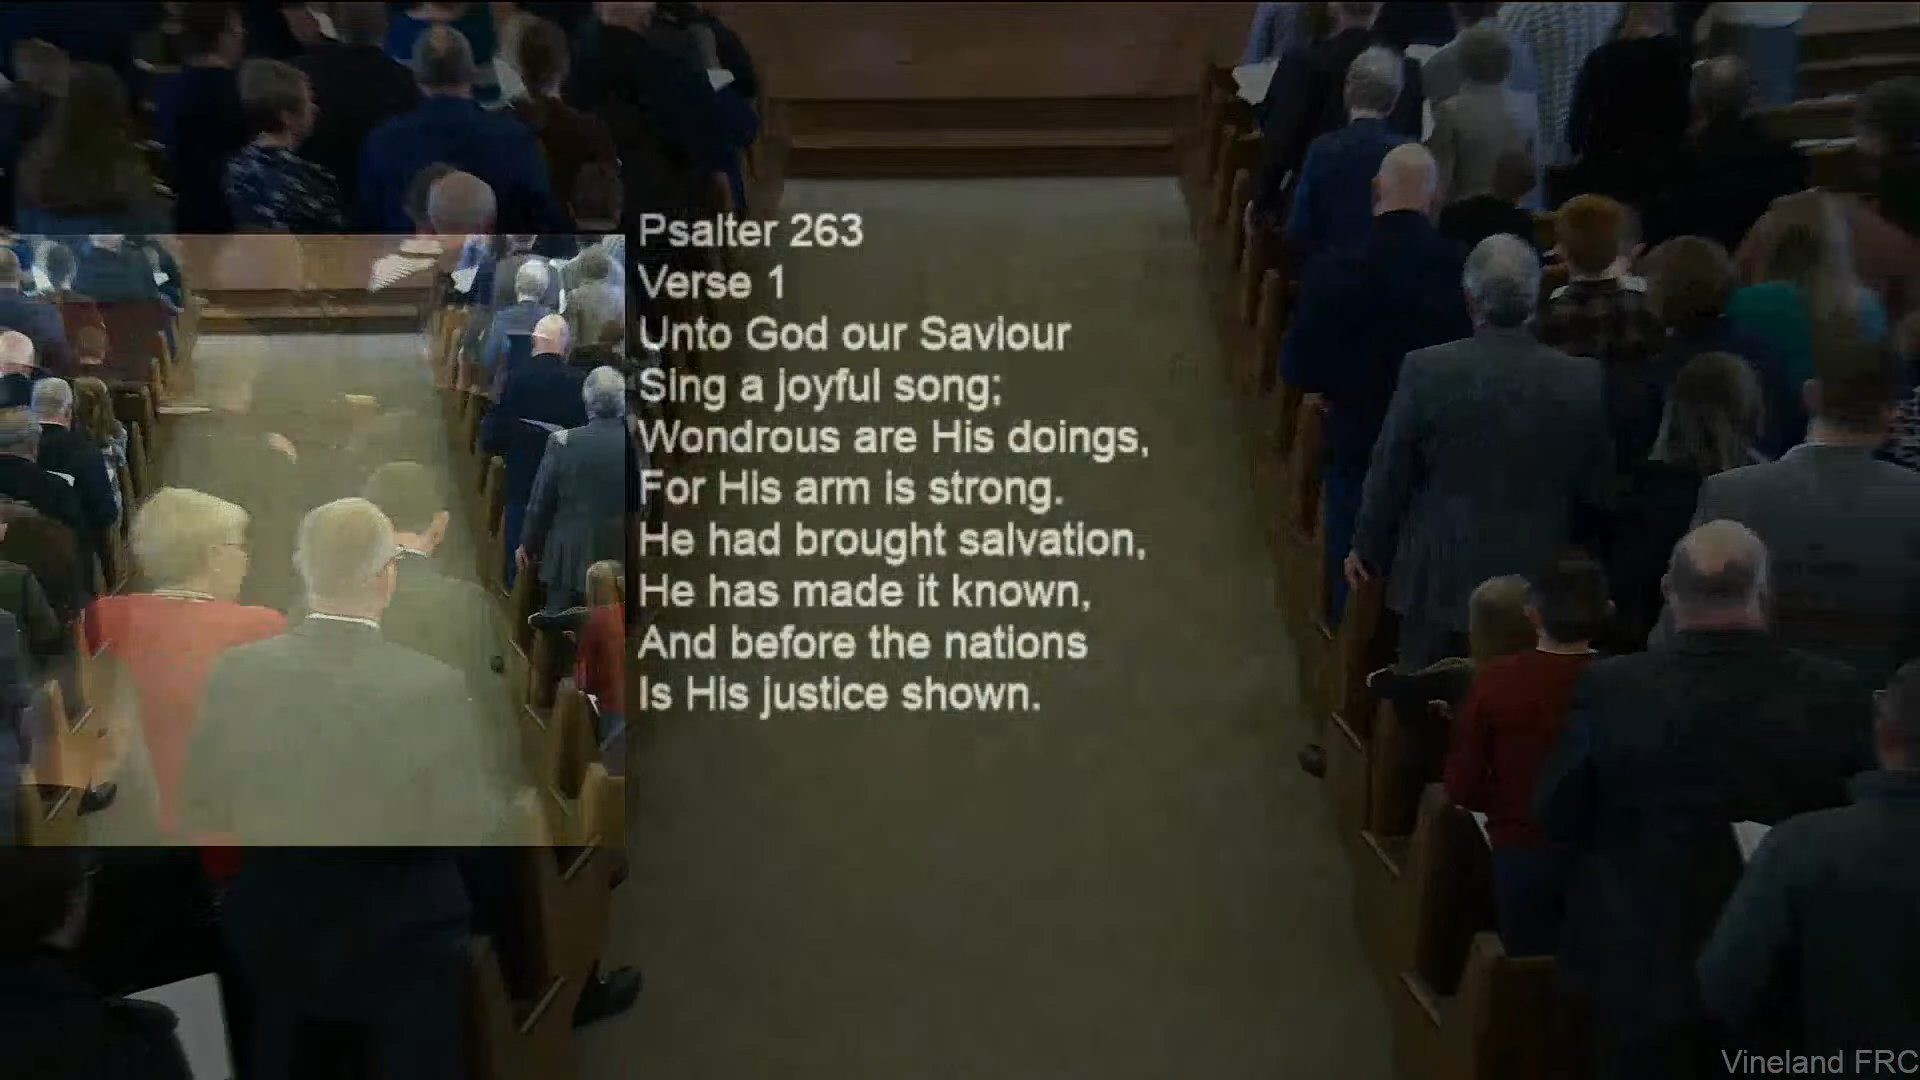 Psalter 263
Verse 1
Unto God our Saviour
Sing a joyful song;
Wondrous are His doings,
For His arm is strong.
He had brought salvation,
He has made it known,
And before the nations
Is His justice shown.
Vineland FRC